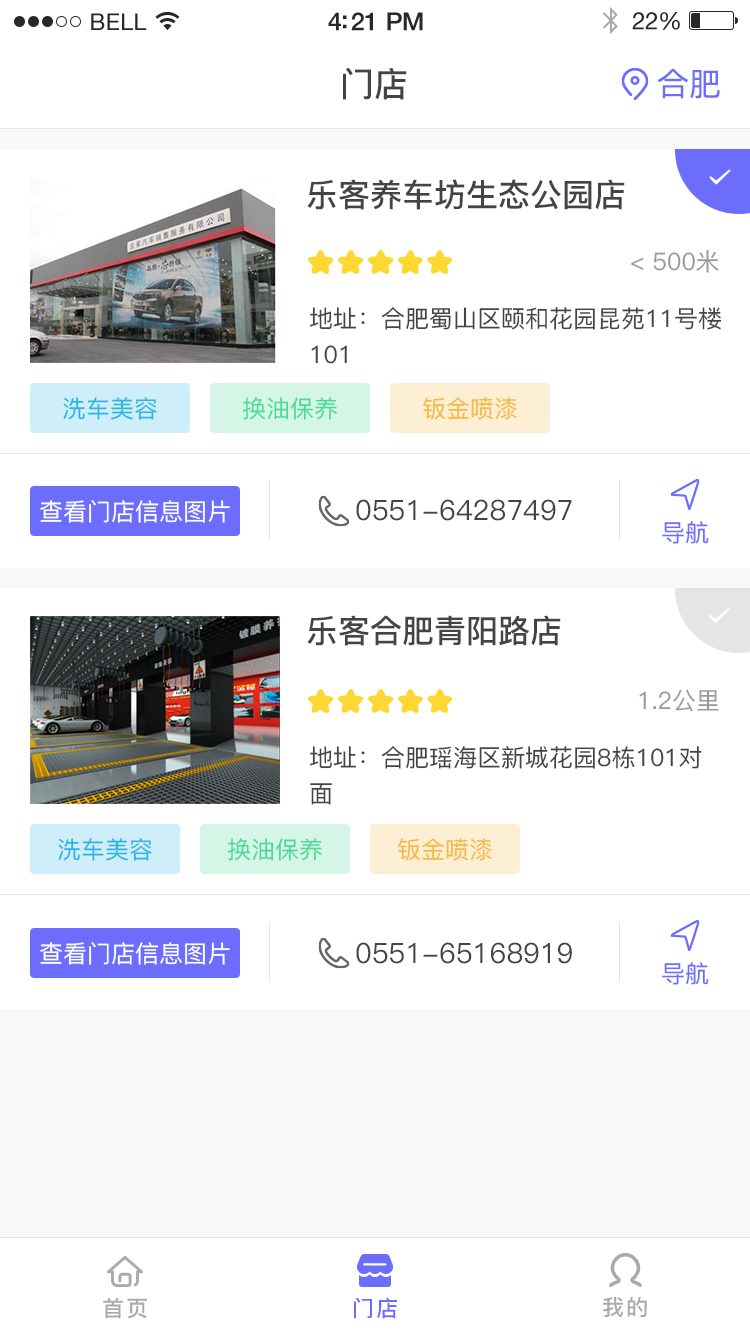 BELL 4:21 PM 22%
门店
合肥
乐客养车坊生态公园店
< 500米
地址：合肥蜀山区颐和花园昆苑11号楼
101
洗车美容 换油保养 钣金喷漆
查看门店信息图片 0551-64287497 导航
乐客合肥青阳路店
镀膜养
1.2公里
地址：合肥瑶海区新城花园8栋101对
面
洗车美容 换油保养 钣金喷漆
查看门店信息图片 0551-65168919 导航
首页 门店 我的